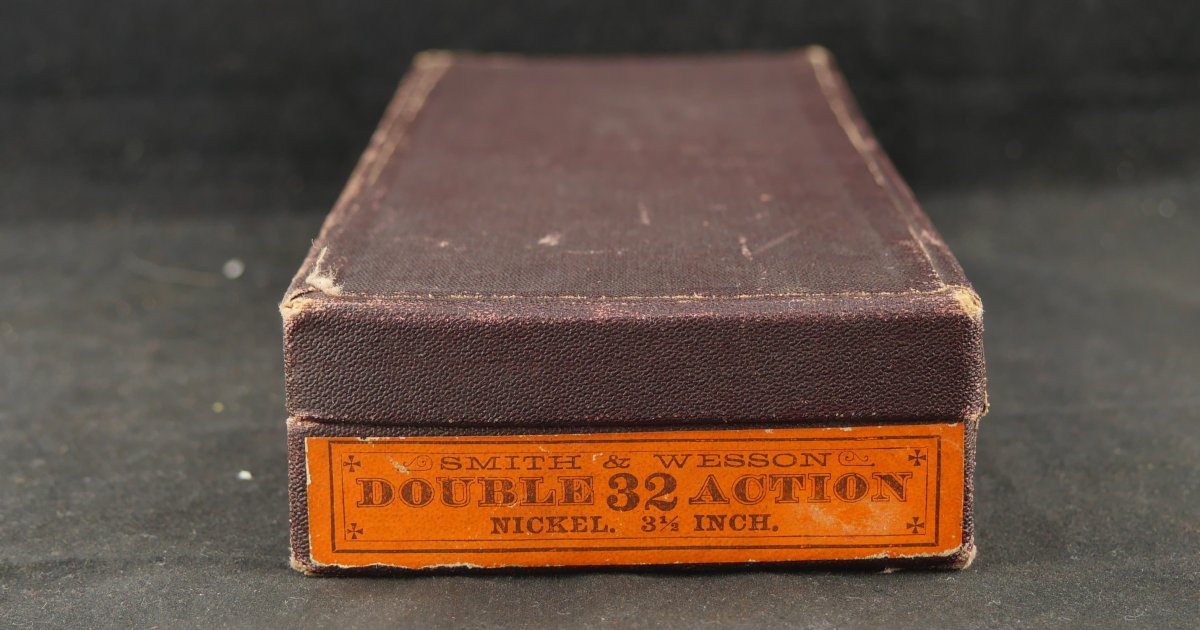 SMITH & WESSON
DOUBLE 32 ACTION
NICKEL. 3½ INCH.